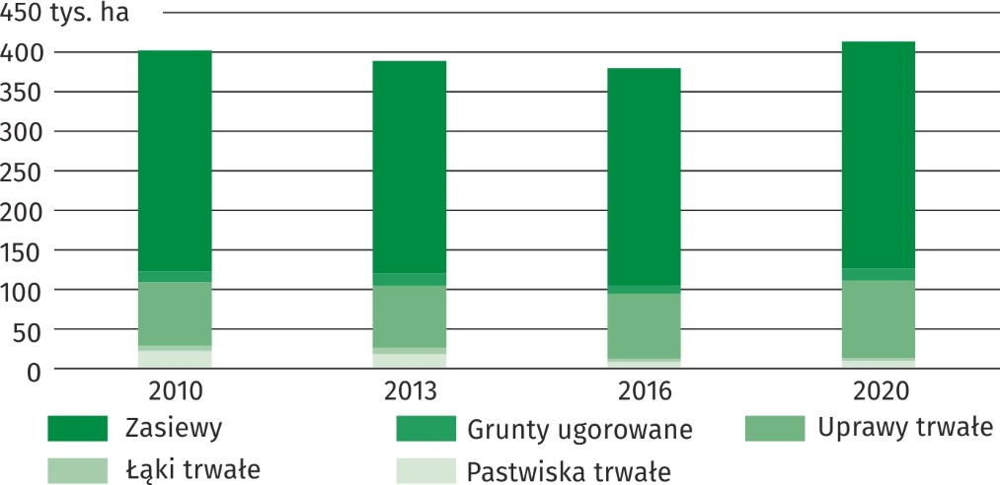 450 tys. ha
400
350
300
250
200
150
100
50
0
2010 2013 2016 2020
Zasiewy Grunty ugorowane Uprawy trwałe
Łąki trwałe Pastwiska trwałe